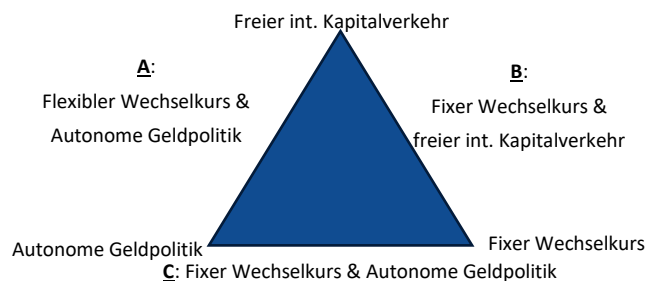 Freier int. Kapitalverkehr
A:
Flexibler Wechselkurs &
Autonome Geldpolitik
B:
Fixer Wechselkurs &
freier int. Kapitalverkehr
Autonome Geldpolitik
Fixer Wechselkurs
C: Fixer Wechselkurs & Autonome Geldpolitik